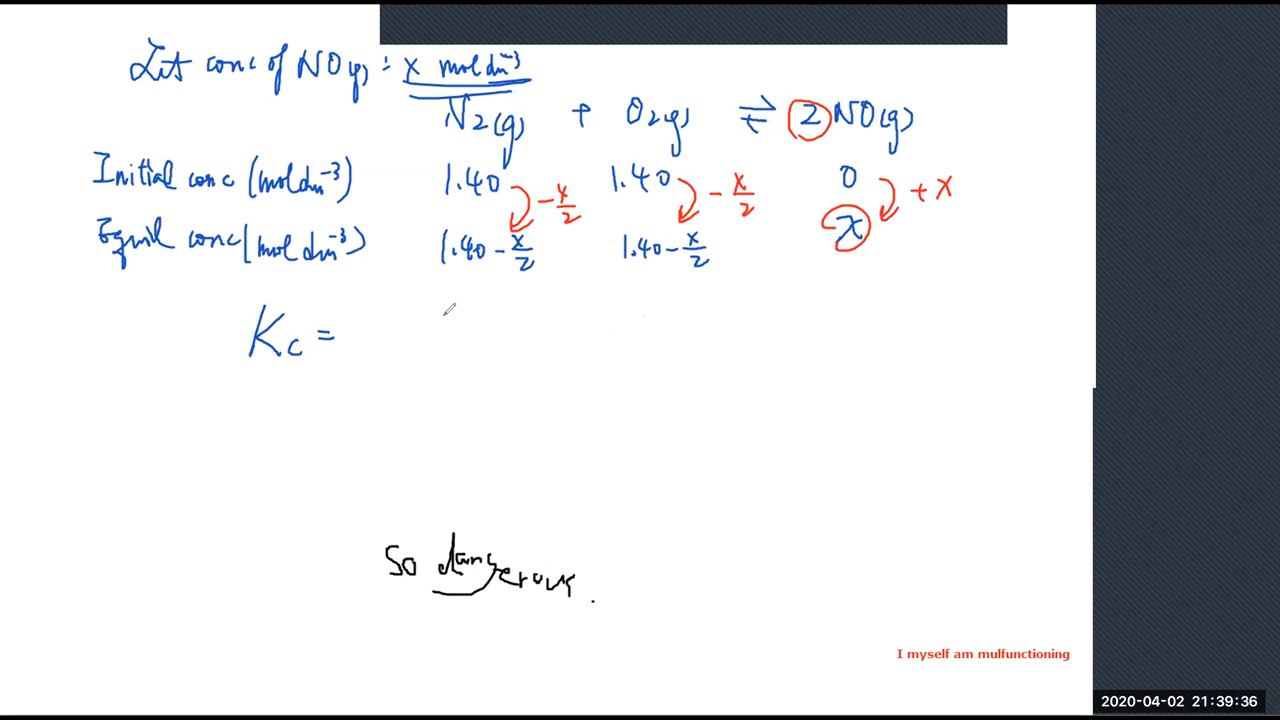 Let conc of NO(g) = x mol dm⁻³
N₂(g) + O₂(g) ⇌ 2 NO(g)
Initial conc (mol dm⁻³) 1.40 1.40 0
-x/2 -x/2 +x
Equil conc (mol dm⁻³) 1.40 - x/2 1.40 - x/2 x
Kc =
So dangerous.
I myself am mulfunctioning
2020-04-02 21:39:36